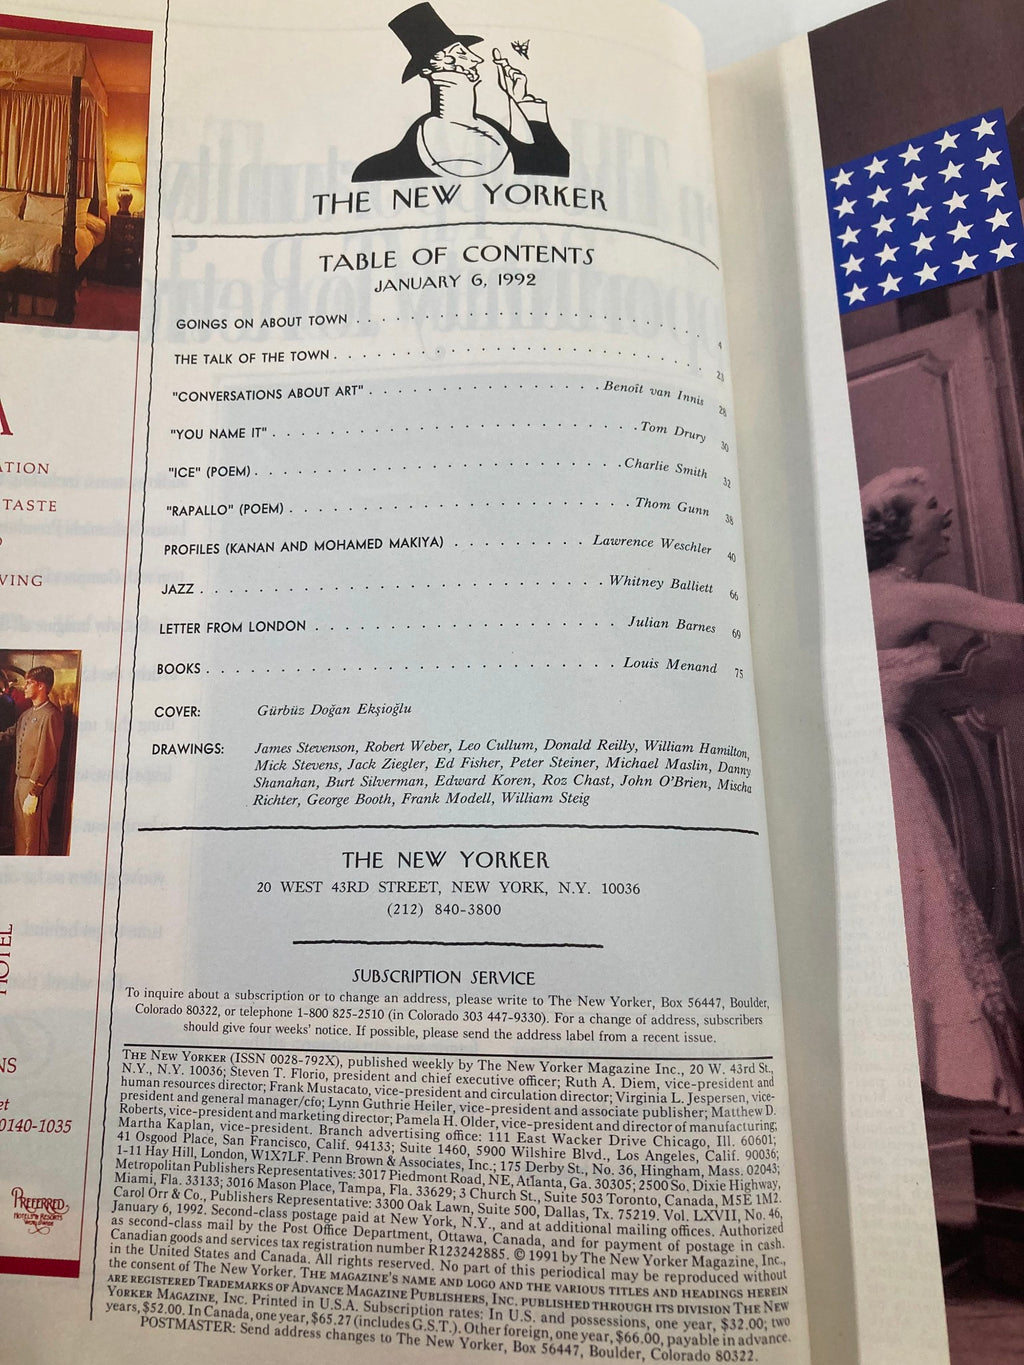 THE NEW YORKER
TABLE OF CONTENTS
JANUARY 6, 1992
GOINGS ON ABOUT TOWN . . . . . . . . . . . . . . . . . . . . . . . 4
THE TALK OF THE TOWN . . . . . . . . . . . . . . . . . . . . . . . 23
"CONVERSATIONS ABOUT ART" . . . . . . . . . . . . . . . . Benoît van Innis 28
"YOU NAME IT" . . . . . . . . . . . . . . . . . . . . . . Tom Drury 30
"ICE" (POEM) . . . . . . . . . . . . . . . . . . . . . . Charlie Smith 32
"RAPALLO" (POEM) . . . . . . . . . . . . . . . . . . . . Thom Gunn 38
PROFILES (KANAN AND MOHAMED MAKIYA) . . . . . . . . . Lawrence Weschler 40
JAZZ . . . . . . . . . . . . . . . . . . . . . . . . Whitney Balliett 66
LETTER FROM LONDON . . . . . . . . . . . . . . . . . . Julian Barnes 69
BOOKS . . . . . . . . . . . . . . . . . . . . . . . . Louis Menand 75
COVER: Gürbüz Doğan Ekşioğlu
DRAWINGS: James Stevenson, Robert Weber, Leo Cullum, Donald Reilly, William Hamilton,
Mick Stevens, Jack Ziegler, Ed Fisher, Peter Steiner, Michael Maslin, Danny
Shanahan, Burt Silverman, Edward Koren, Roz Chast, John O'Brien, Mischa
Richter, George Booth, Frank Modell, William Steig
THE NEW YORKER
20 WEST 43RD STREET, NEW YORK, N.Y. 10036
(212) 840-3800
SUBSCRIPTION SERVICE
To inquire about a subscription or to change an address, please write to The New Yorker, Box 56447, Boulder,
Colorado 80322, or telephone 1-800 825-2510 (in Colorado 303 447-9330). For a change of address, subscribers
should give four weeks' notice. If possible, please send the address label from a recent issue.
THE NEW YORKER (ISSN 0028-792X), published weekly by The New Yorker Magazine Inc., 20 W. 43rd St.,
N.Y., N.Y. 10036; Steven T. Florio, president and chief executive officer; Ruth A. Diem, vice-president and
human resources director; Frank Mustacato, vice-president and circulation director; Virginia L. Jespersen, vice-
president and general manager/cfo; Lynn Guthrie Heiler, vice-president and associate publisher; Matthew D.
Roberts, vice-president and marketing director; Pamela H. Older, vice-president and director of manufacturing;
Martha Kaplan, vice-president. Branch advertising office: 111 East Wacker Drive Chicago, Ill. 60601;
41 Osgood Place, San Francisco, Calif. 94133; Suite 1460, 5900 Wilshire Blvd., Los Angeles, Calif. 90036;
1-11 Hay Hill, London, W1X7LF. Penn Brown & Associates, Inc.; 175 Derby St., No. 36, Hingham, Mass. 02043;
Metropolitan Publishers Representatives: 3017 Piedmont Road, NE, Atlanta, Ga. 30305; 2500 So. Dixie Highway,
Miami, Fla. 33133; 3016 Mason Place, Tampa, Fla. 33629; 3 Church St., Suite 503 Toronto, Canada, M5E 1M2.
Carol Orr & Co., Publishers Representative: 3300 Oak Lawn, Suite 500, Dallas, Tx. 75219. Vol. LXVII, No. 46,
January 6, 1992. Second-class postage paid at New York, N.Y., and at additional mailing offices. Authorized
as second-class mail by the Post Office Department, Ottawa, Canada, and for payment of postage in cash.
Canadian goods and services tax registration number R123242885. © 1991 by The New Yorker Magazine, Inc.,
in the United States and Canada. All rights reserved. No part of this periodical may be reproduced without
the consent of The New Yorker. THE MAGAZINE'S NAME AND LOGO AND THE VARIOUS TITLES AND HEADINGS HEREIN
ARE REGISTERED TRADEMARKS OF ADVANCE MAGAZINE PUBLISHERS, INC. PUBLISHED THROUGH ITS DIVISION THE NEW
YORKER MAGAZINE, INC. Printed in U.S.A. Subscription rates: In U.S. and possessions, one year, $32.00; two
years, $52.00. In Canada, one year, $65.27 (includes G.S.T.). Other foreign, one year, $66.00, payable in advance.
POSTMASTER: Send address changes to The New Yorker, Box 56447, Boulder, Colorado 80322.
A
ATION
TASTE
VING
HOTEL
NS
et
0140-1035
PREFERRED
HOTELS & RESORTS
WORLDWIDE